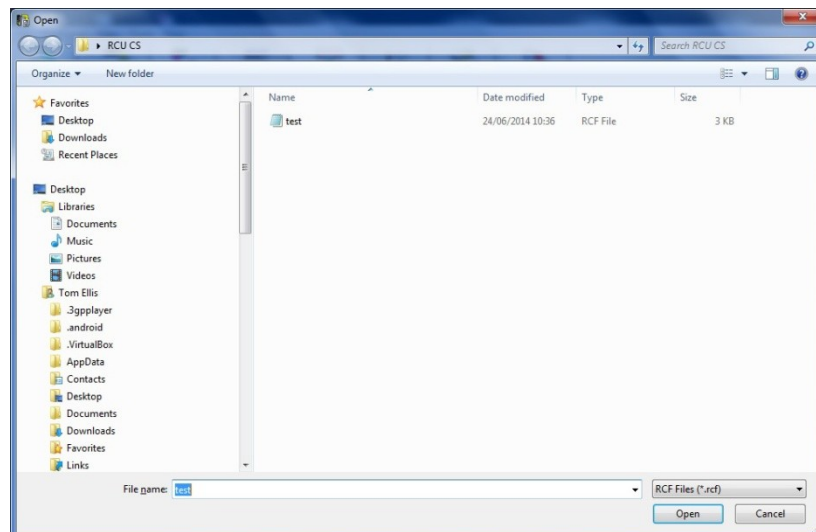 Open
RCU CS
Search RCU CS
Organize
New folder
Favorites
Desktop
Downloads
Recent Places
Desktop
Libraries
Documents
Music
Pictures
Videos
Tom Ellis
.3gpplayer
.android
.VirtualBox
AppData
Contacts
Desktop
Documents
Downloads
Favorites
Links
Name Date modified Type Size
test 24/06/2014 10:36 RCF File 3 KB
File name: test
RCF Files (*.rcf)
Open Cancel